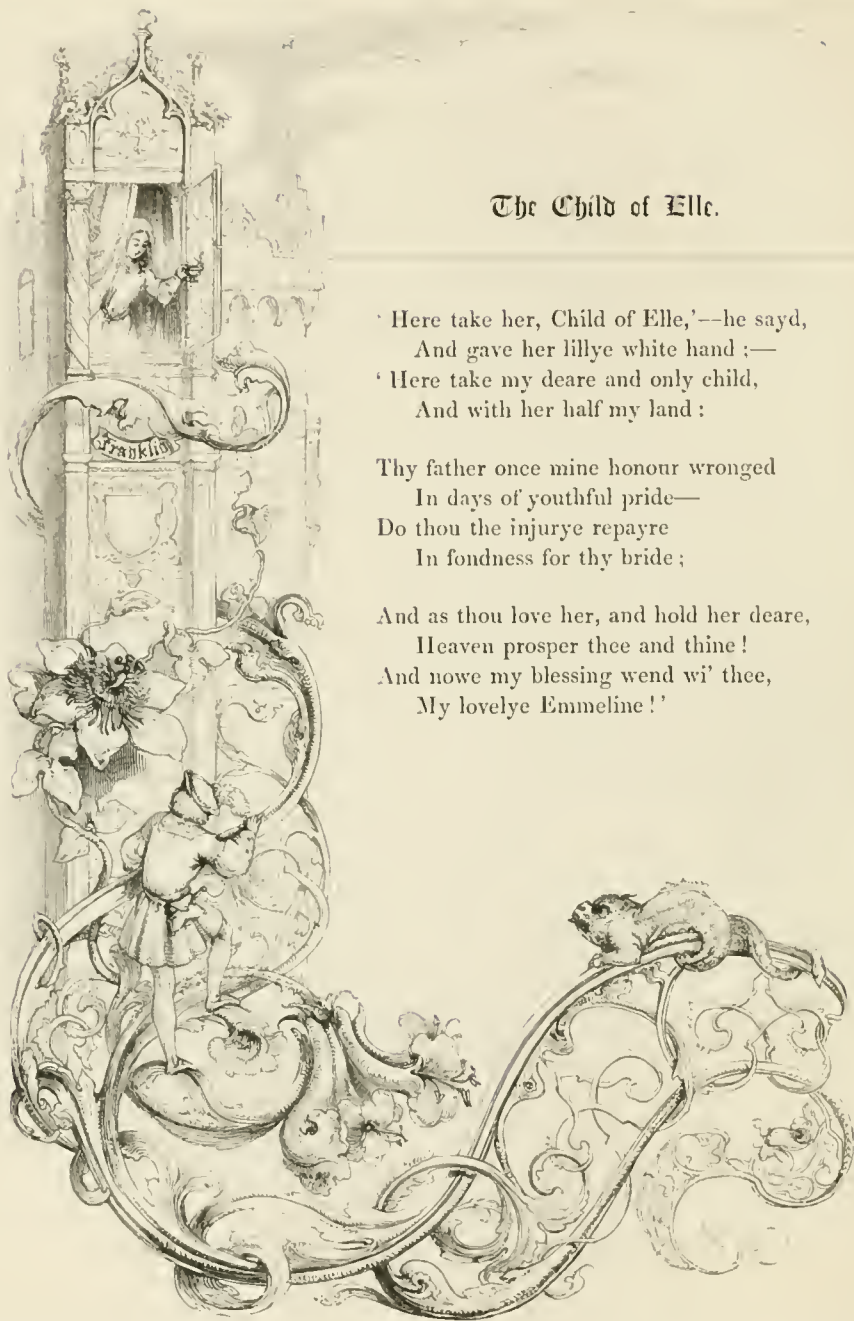 The Child of Elle.
‘ Here take her, Child of Elle,’—he sayd,
And gave her lillye white hand ;—
‘ Here take my deare and only child,
And with her half my land :
Thy father once mine honour wronged
In days of youthful pride—
Do thou the injurye repayre
In fondness for thy bride ;
And as thou love her, and hold her deare,
Heaven prosper thee and thine !
And nowe my blessing wend wi’ thee,
My lovelye Emmeline !’
Franklin